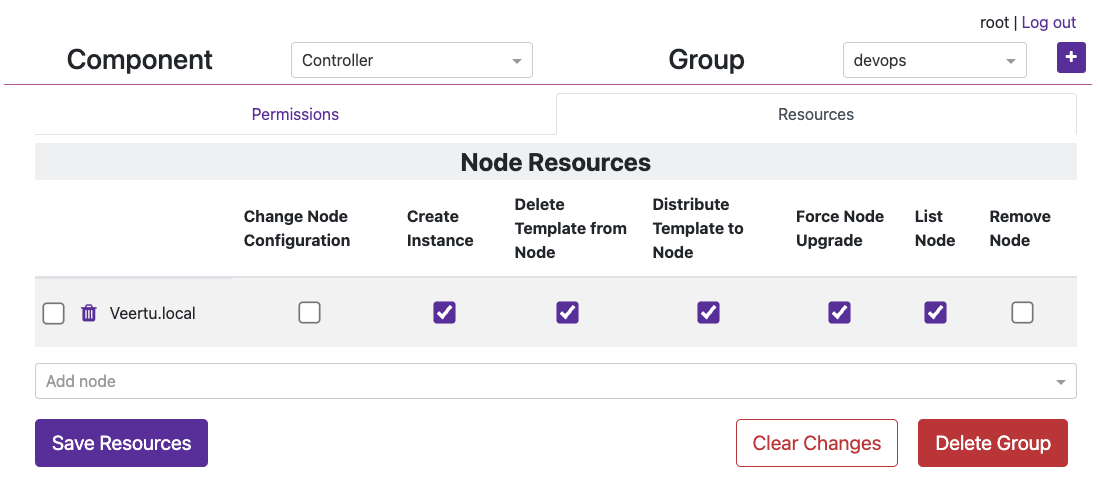 root | Log out
Component Controller Group devops +
Permissions Resources
Node Resources
Change Node Configuration
Create Instance
Delete Template from Node
Distribute Template to Node
Force Node Upgrade
List Node
Remove Node
Veertu.local
Add node
Save Resources Clear Changes Delete Group